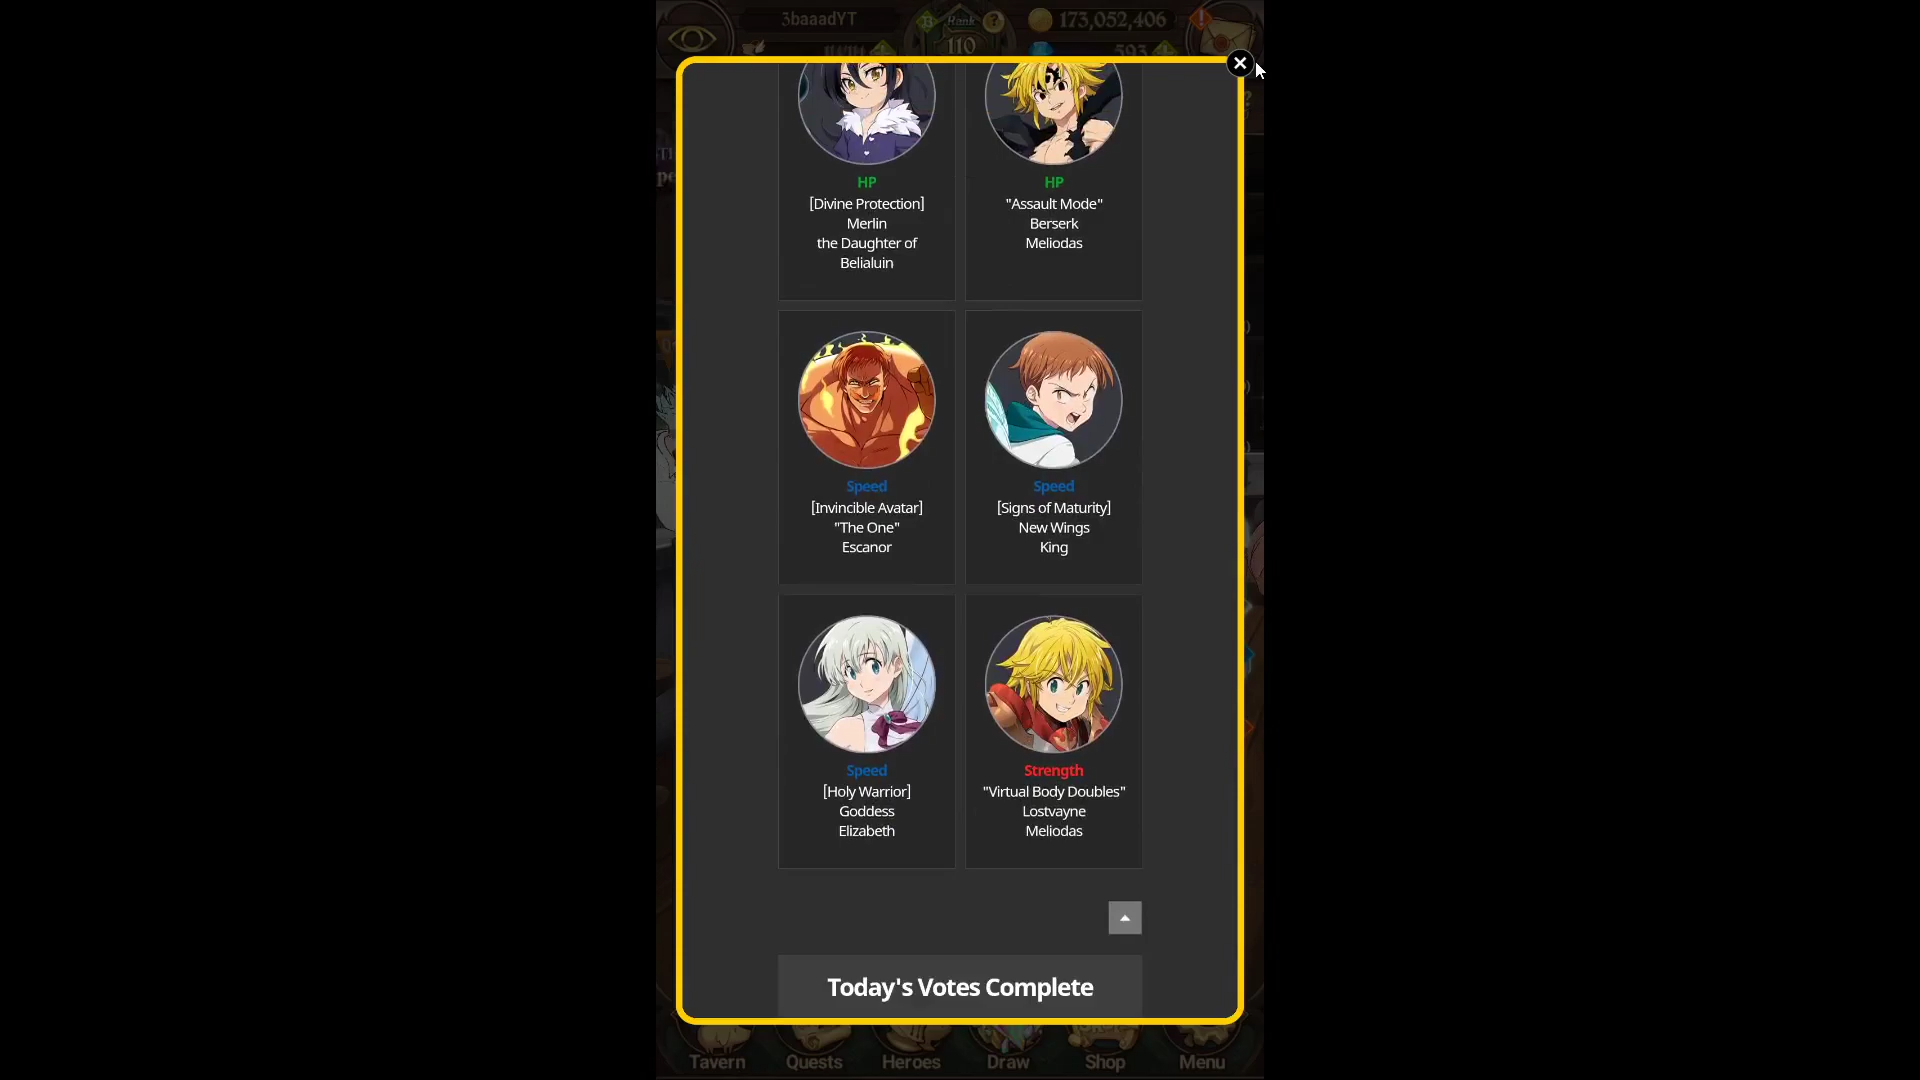 3baaadYT
Rank
110
173,052,406
593
HP
[Divine Protection]
Merlin
the Daughter of
Belialuin
HP
"Assault Mode"
Berserk
Meliodas
Speed
[Invincible Avatar]
"The One"
Escanor
Speed
[Signs of Maturity]
New Wings
King
Speed
[Holy Warrior]
Goddess
Elizabeth
Strength
"Virtual Body Doubles"
Lostvayne
Meliodas
Today's Votes Complete
Tavern
Quests
Heroes
Draw
Shop
Menu